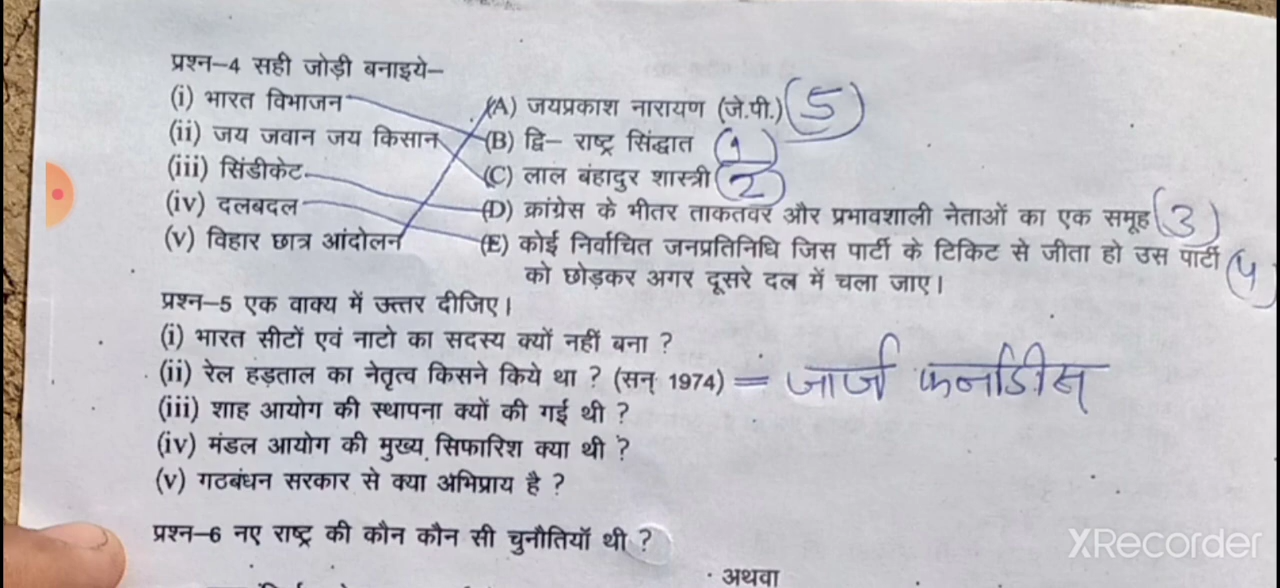 प्रश्न-4 सही जोड़ी बनाइये-
(i) भारत विभाजन (A) जयप्रकाश नारायण (जे.पी.) (5)
(ii) जय जवान जय किसान (B) द्वि- राष्ट्र सिंद्वात (1)
(iii) सिंडीकेट (C) लाल बंहादुर शास्त्री (2)
(iv) दलबदल (D) क्रांग्रेस के भीतर ताकतवर और प्रभावशाली नेताओं का एक समूह (3)
(v) विहार छात्र आंदोलन (E) कोई निर्वाचित जनप्रतिनिधि जिस पार्टी के टिकिट से जीता हो उस पार्टी (4)
को छोड़कर अगर दूसरे दल में चला जाए।
प्रश्न-5 एक वाक्य में उत्तर दीजिए।
(i) भारत सीटों एवं नाटो का सदस्य क्यों नहीं बना ?
(ii) रेल हड़ताल का नेतृत्व किसने किये था ? (सन् 1974) = जार्ज फर्नांडीस
(iii) शाह आयोग की स्थापना क्यों की गई थी ?
(iv) मंडल आयोग की मुख्य सिफारिश क्या थी ?
(v) गठबंधन सरकार से क्या अभिप्राय है ?
प्रश्न-6 नए राष्ट्र की कौन कौन सी चुनौतियॉ थी ?
अथवा
XRecorder